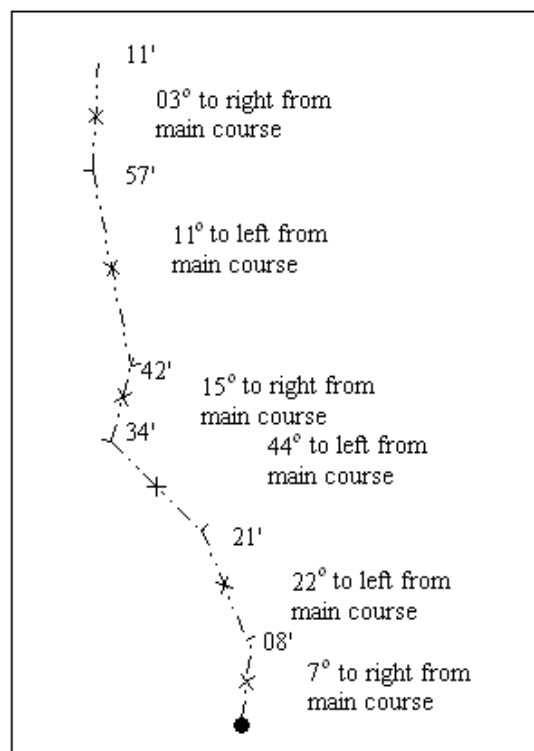 11'
03° to right from
main course
57'
11° to left from
main course
42'
15° to right from
main course
34'
44° to left from
main course
21'
22° to left from
main course
08'
7° to right from
main course